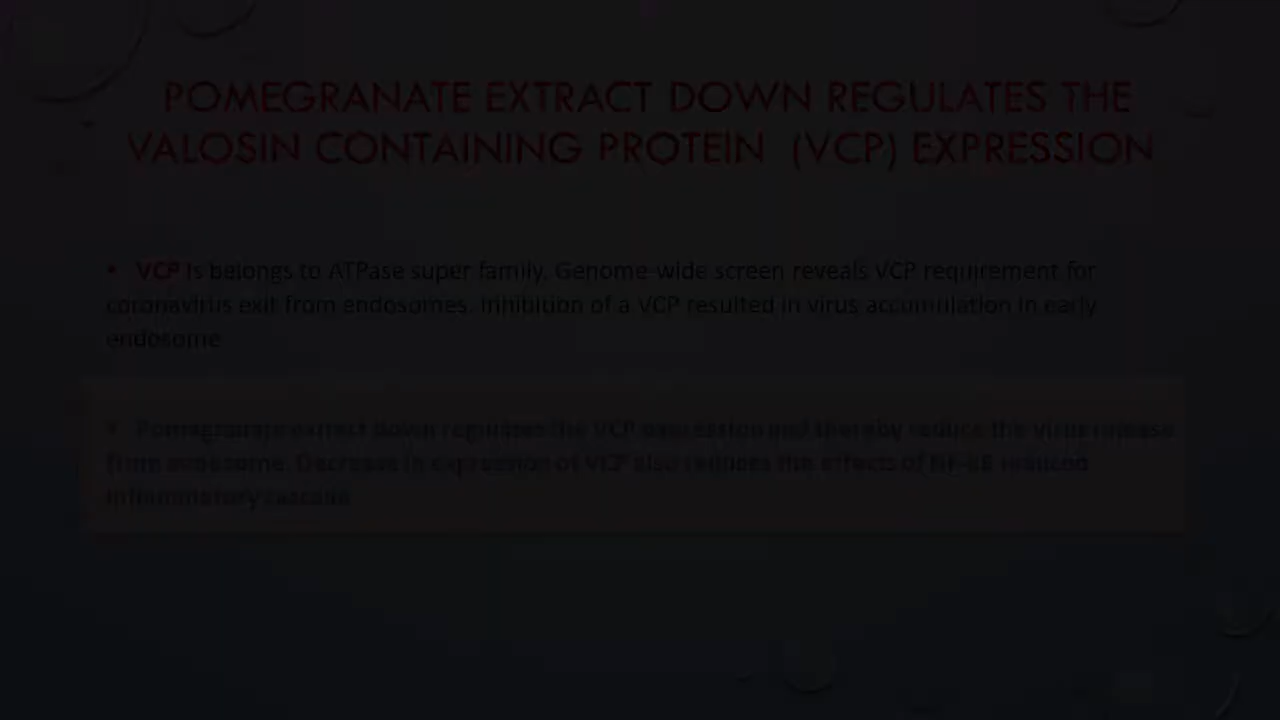 POMEGRANATE EXTRACT DOWN REGULATES THE
VALOSIN CONTAINING PROTEIN (VCP) EXPRESSION
• VCP is belongs to ATPase super family. Genome-wide screen reveals VCP requirement for
coronavirus exit from endosomes. Inhibition of a VCP resulted in virus accumulation in early
endosome
• Pomegranate extract down regulates the VCP expression and thereby reduce the virus release
from endosome. Decrease in expression of VCP also reduces the effects of NF-kB induced
inflammatory cascade